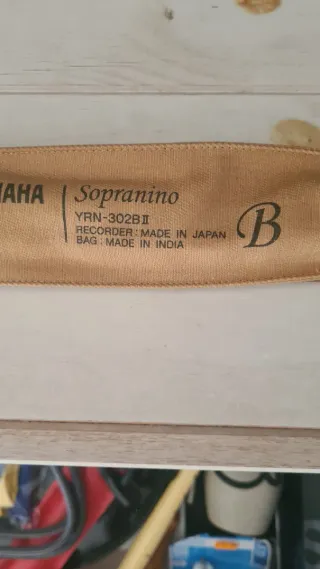 AHA Sopranino
YRN-302BⅡ
RECORDER : MADE IN JAPAN
BAG : MADE IN INDIA
B